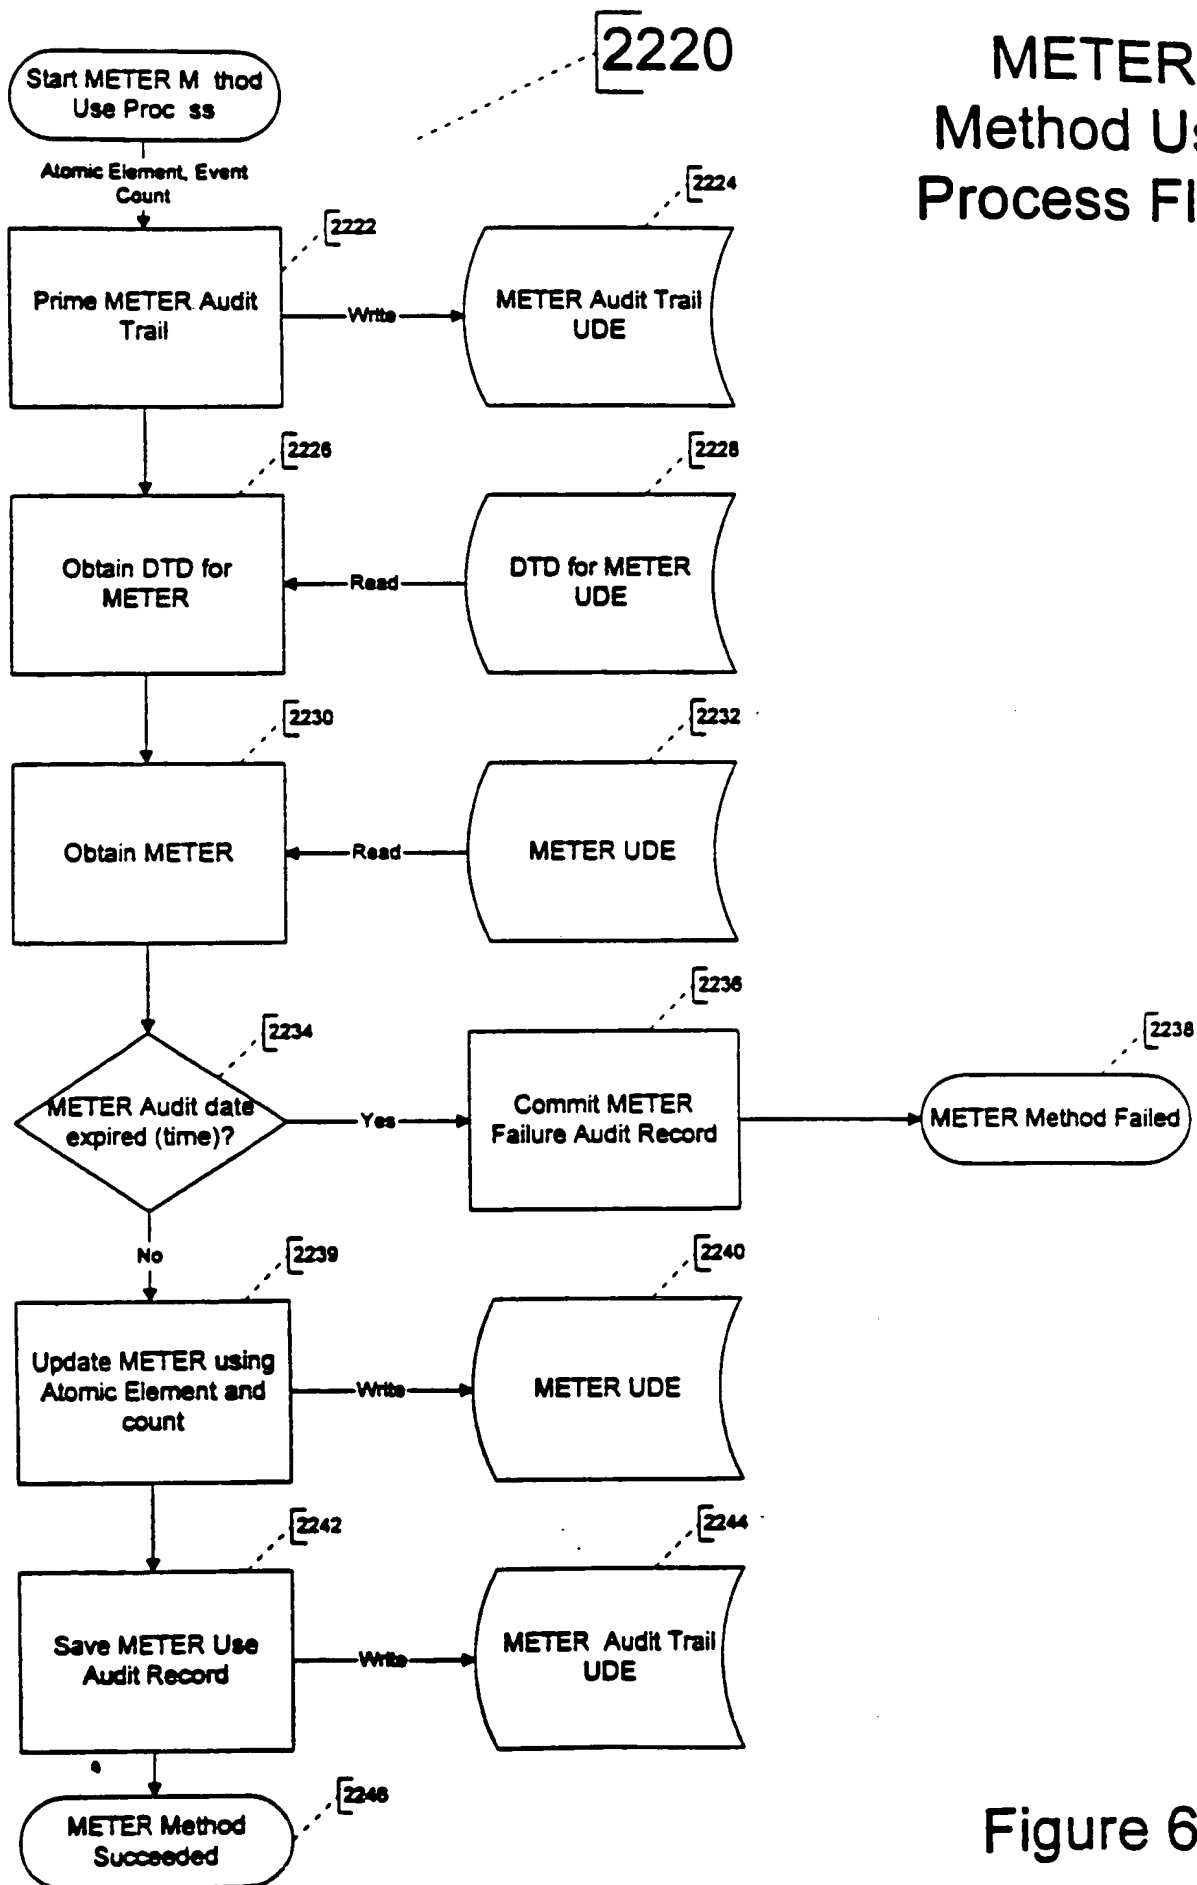 2220
METER
Method Us
Process Fl
Start METER M thod
Use Proc ss
Atomic Element, Event
Count
2222
Prime METER Audit
Trail
Write
2224
METER Audit Trail
UDE
2226
Obtain DTD for
METER
Read
2228
DTD for METER
UDE
2230
Obtain METER
Read
2232
METER UDE
2234
METER Audit date
expired (time)?
Yes
2236
Commit METER
Failure Audit Record
2238
METER Method Failed
No
2239
Update METER using
Atomic Element and
count
Write
2240
METER UDE
2242
Save METER Use
Audit Record
Write
2244
METER Audit Trail
UDE
2246
METER Method
Succeeded
Figure 6